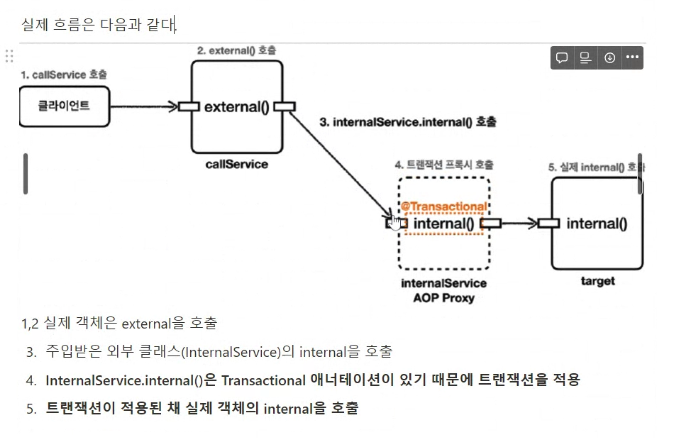 실제 흐름은 다음과 같다.
2. external() 호출
1. callService 호출
클라이언트
external()
3. internalService.internal() 호출
callService
4. 트랜잭션 프록시 호출
5. 실제 internal() 호출
@Transactional
internal()
internal()
internalService
AOP Proxy
target
1,2 실제 객체은 external을 호출
3. 주입받은 외부 클래스(InternalService)의 internal을 호출
4. InternalService.internal()은 Transactional 애너테이션이 있기 때문에 트랜잭션을 적용
5. 트랜잭션이 적용된 채 실제 객체의 internal을 호출